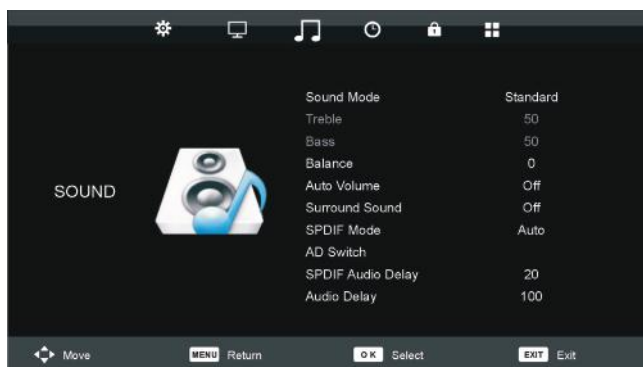 Sound Mode Standard
Treble 50
Bass 50
Balance 0
SOUND
Auto Volume Off
Surround Sound Off
SPDIF Mode Auto
AD Switch
SPDIF Audio Delay 20
Audio Delay 100
Move MENU Return OK Select EXIT Exit